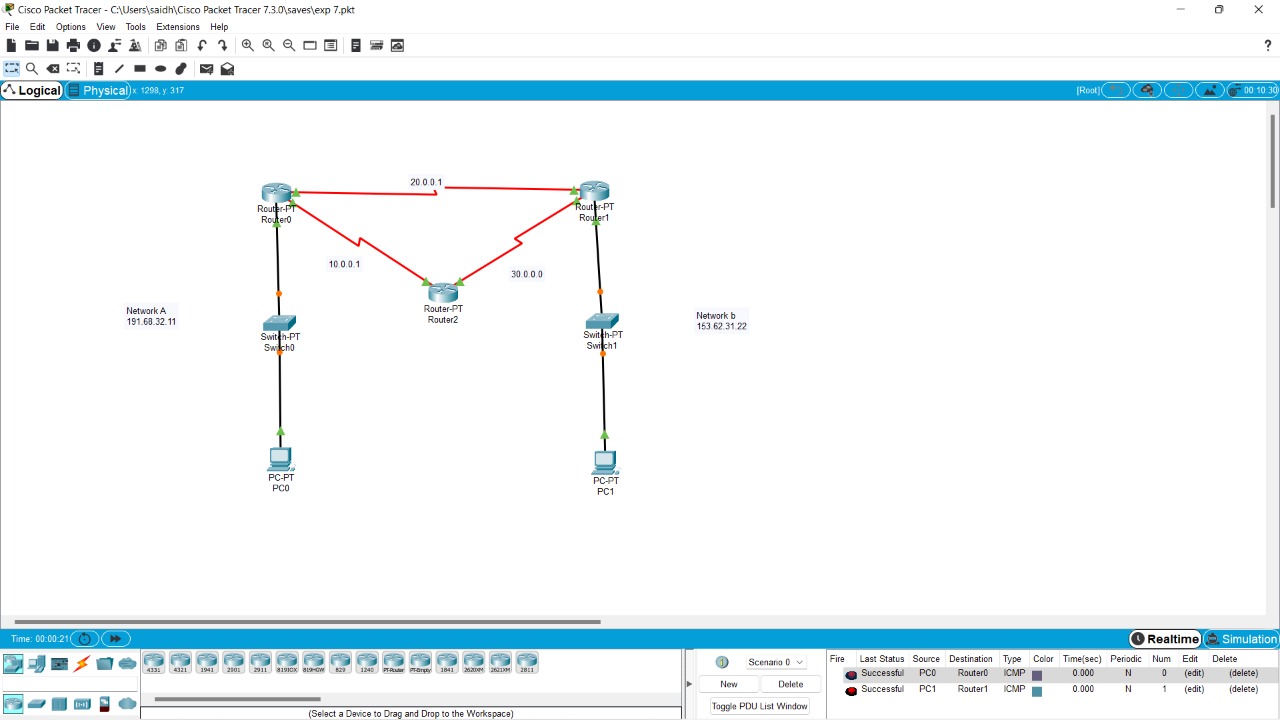 Cisco Packet Tracer - C:\Users\saidh\Cisco Packet Tracer 7.3.0\saves\exp 7.pkt
File Edit Options View Tools Extensions Help
?
Logical Physical x: 1298, y: 317 [Root] 00:10:30
20.0.0.1
Router-PT
Router0
Router-PT
Router1
10.0.0.1
30.0.0.0
Router-PT
Router2
Network A
191.68.32.11
Switch-PT
Switch0
Switch-PT
Switch1
Network b
153.62.31.22
PC-PT
PC0
PC-PT
PC1
Time: 00:00:21 Realtime Simulation
4331 4321 1941 2901 2911 819IOX 819HGW 829 1240 PT-Router PT-Empty 1841 2620XM 2621XM 2811
(Select a Device to Drag and Drop to the Workspace)
Scenario 0
New Delete
Toggle PDU List Window
Fire Last Status Source Destination Type Color Time(sec) Periodic Num Edit Delete
Successful PC0 Router0 ICMP 0.000 N 0 (edit) (delete)
Successful PC1 Router1 ICMP 0.000 N 1 (edit) (delete)